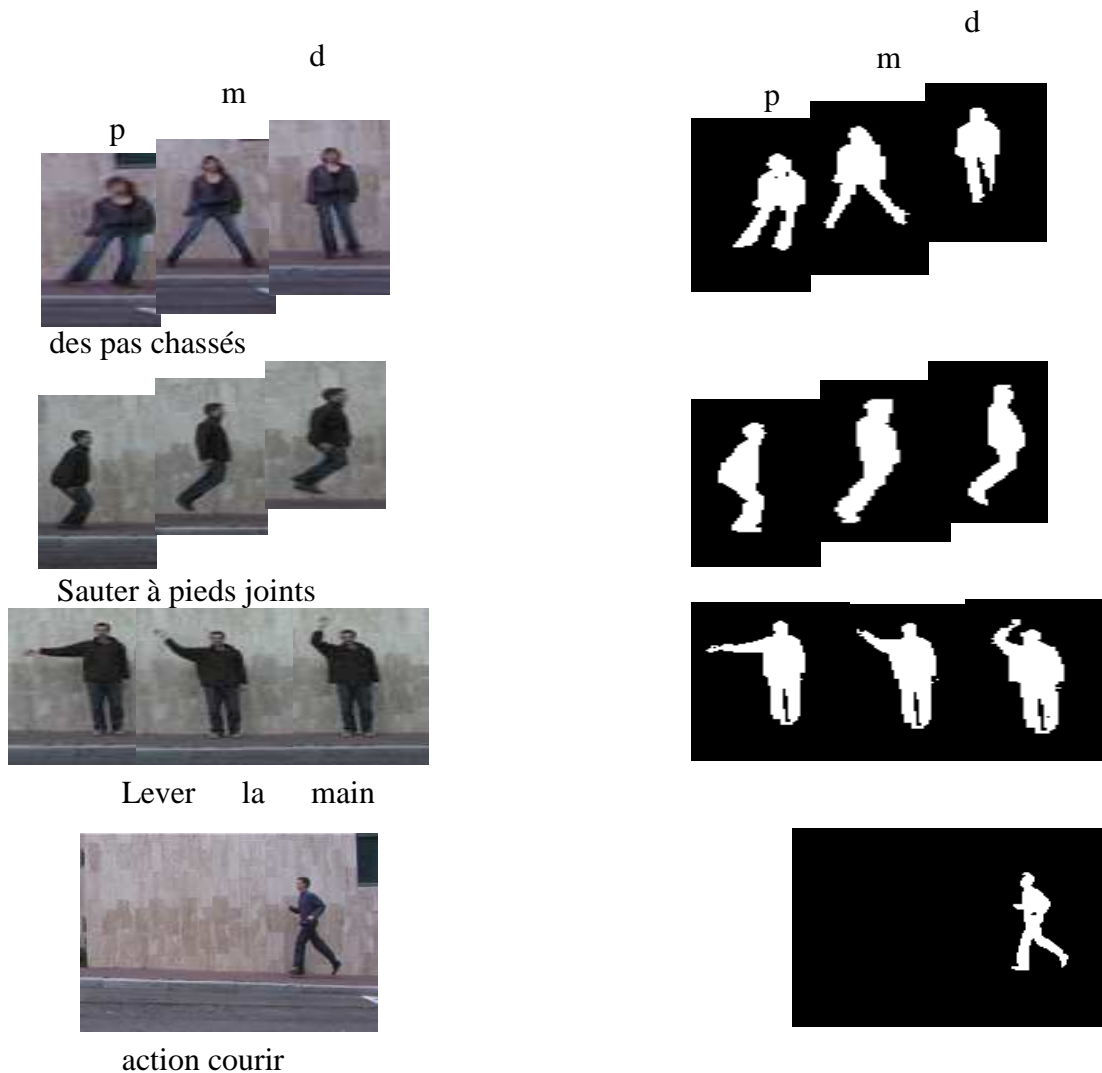 d
m
p
d
m
p
des pas chassés
Sauter à pieds joints
Lever la main
action courir